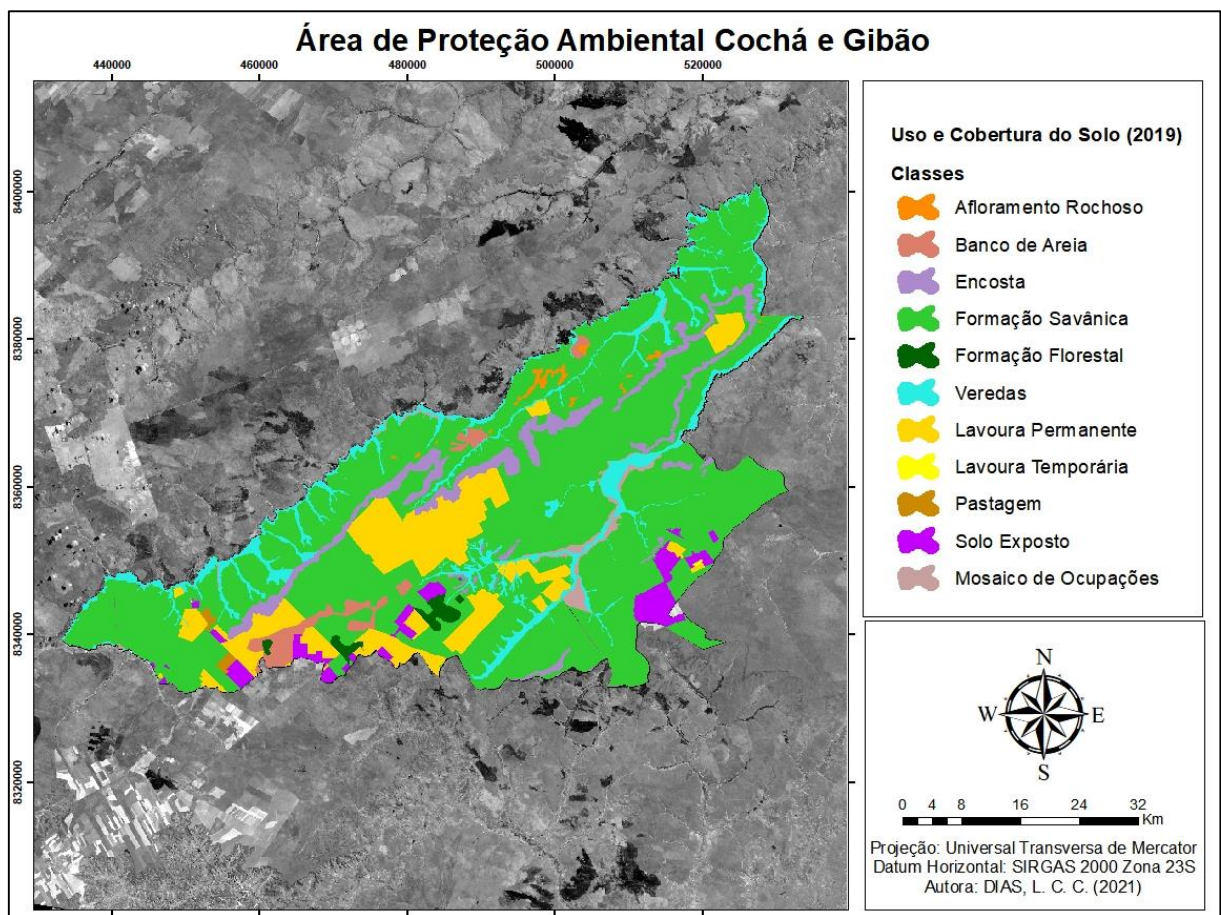 Área de Proteção Ambiental Cochá e Gibão
440000 460000 480000 500000 520000
8400000
8380000
8360000
8340000
8320000
Uso e Cobertura do Solo (2019)
Classes
Afloramento Rochoso
Banco de Areia
Encosta
Formação Savânica
Formação Florestal
Veredas
Lavoura Permanente
Lavoura Temporária
Pastagem
Solo Exposto
Mosaico de Ocupações
N
W E
S
0 4 8 16 24 32
Km
Projeção: Universal Transversa de Mercator
Datum Horizontal: SIRGAS 2000 Zona 23S
Autora: DIAS, L. C. C. (2021)